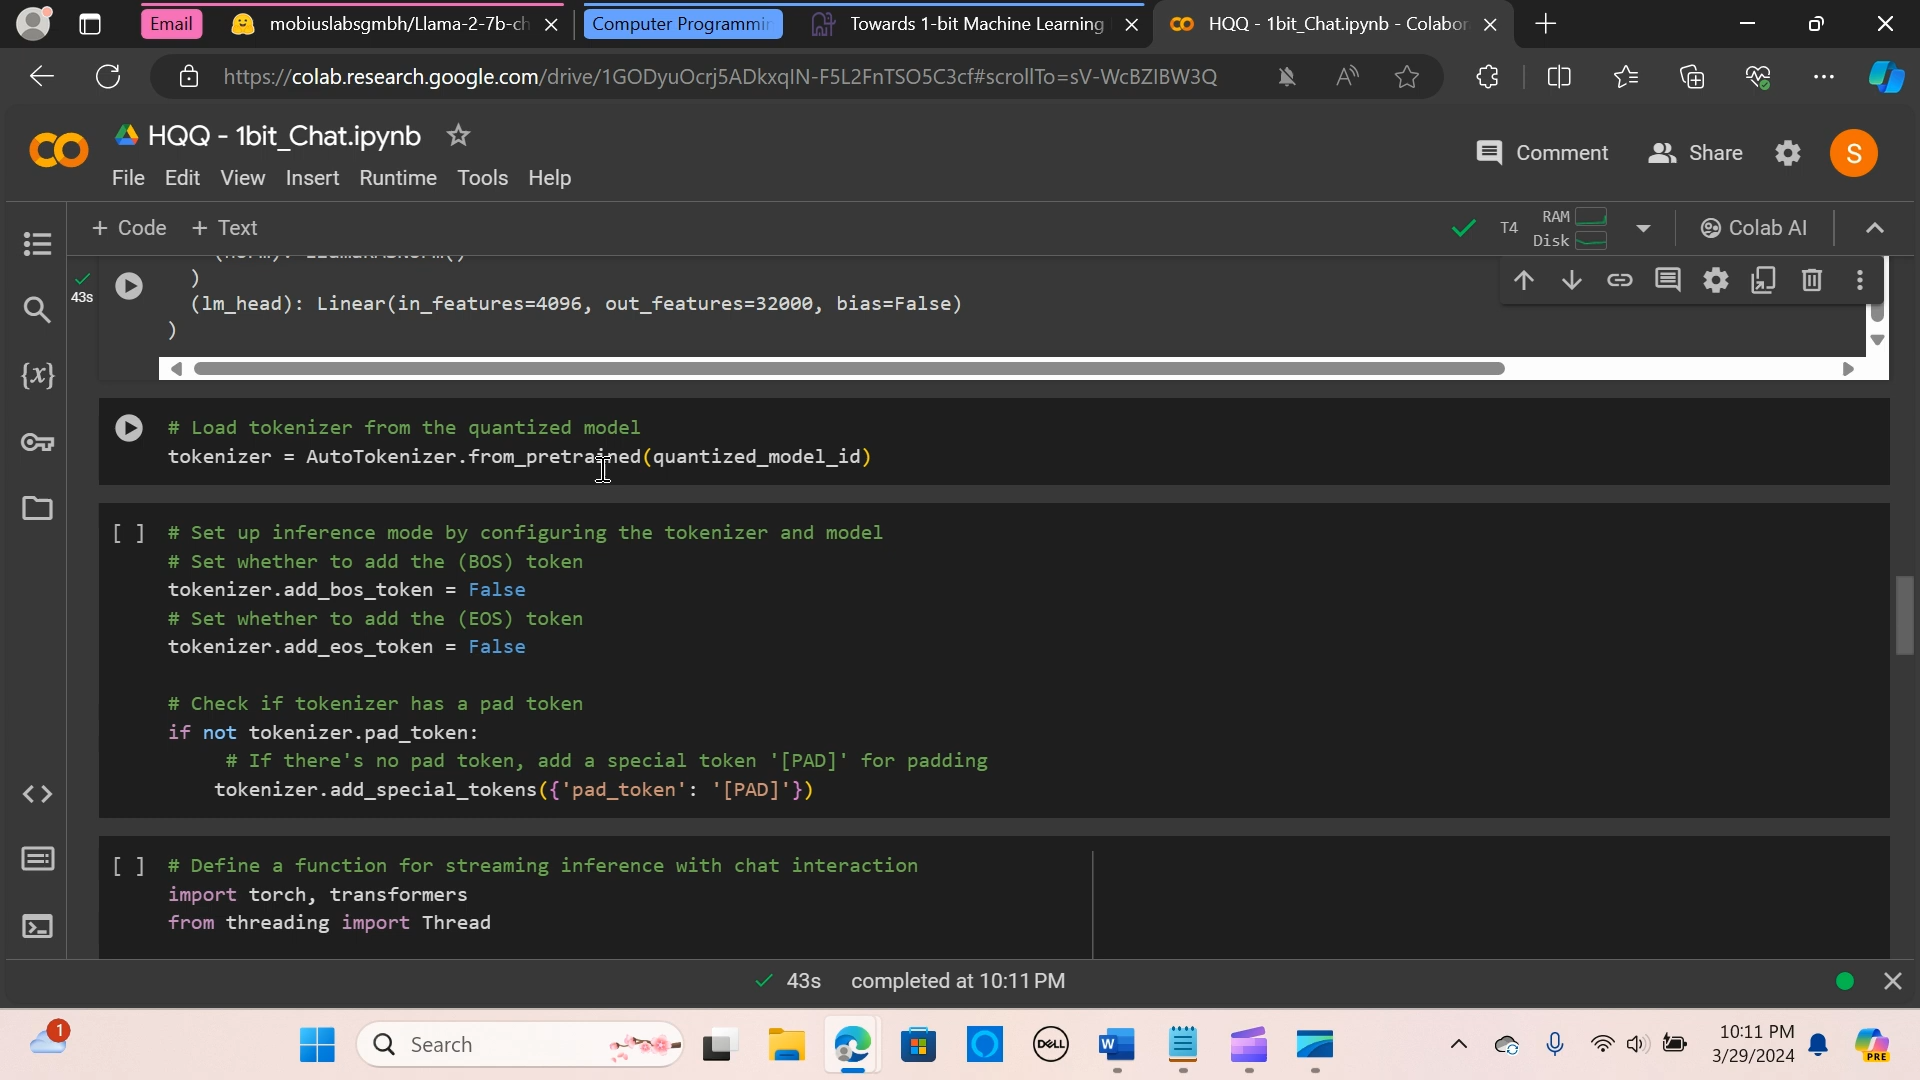 Email
mobiuslabsgmbh/Llama-2-7b-ch
Computer Programmi
Towards 1-bit Machine Learning
HQQ - 1bit_Chat.ipynb - Colabor
https://colab.research.google.com/drive/1GODyuOcrj5ADkxqIN-F5L2FnTSO5C3cf#scrollTo=sV-WcBZIBW3Q
HQQ - 1bit_Chat.ipynb
Comment
Share
S
File Edit View Insert Runtime Tools Help
+ Code + Text
T4
RAM
Disk
Colab AI
43s
)
(lm_head): Linear(in_features=4096, out_features=32000, bias=False)
)
# Load tokenizer from the quantized model
tokenizer = AutoTokenizer.from_pretrained(quantized_model_id)
[ ] # Set up inference mode by configuring the tokenizer and model
# Set whether to add the (BOS) token
tokenizer.add_bos_token = False
# Set whether to add the (EOS) token
tokenizer.add_eos_token = False
# Check if tokenizer has a pad token
if not tokenizer.pad_token:
# If there's no pad token, add a special token '[PAD]' for padding
tokenizer.add_special_tokens({'pad_token': '[PAD]'})
[ ] # Define a function for streaming inference with chat interaction
import torch, transformers
from threading import Thread
43s completed at 10:11 PM
1
Search
DELL
10:11 PM
3/29/2024
PRE